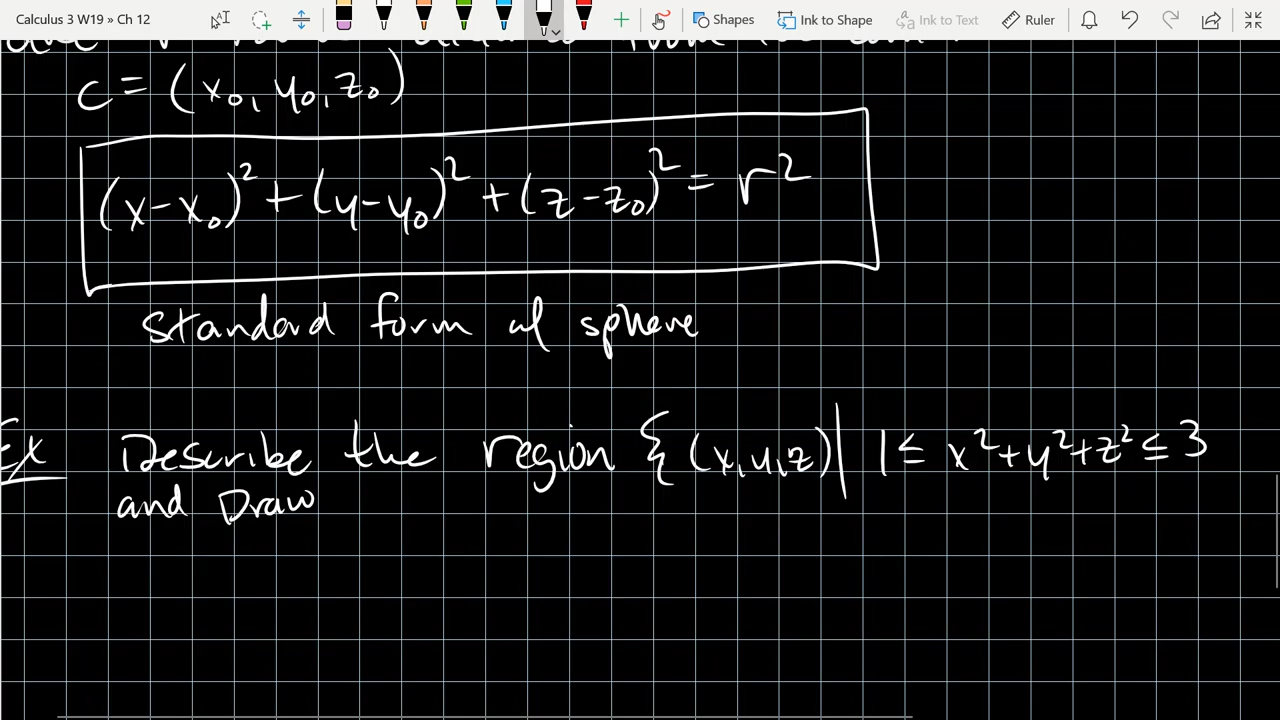 Calculus 3 W19 » Ch 12
Shapes
Ink to Shape
Ink to Text
Ruler
from
c = (x₀, y₀, z₀)
(x-x₀)² + (y-y₀)² + (z-z₀)² = r²
standard form of sphere
Ex Describe the region {(x,y,z)| 1 ≤ x²+y²+z² ≤ 3
and Draw